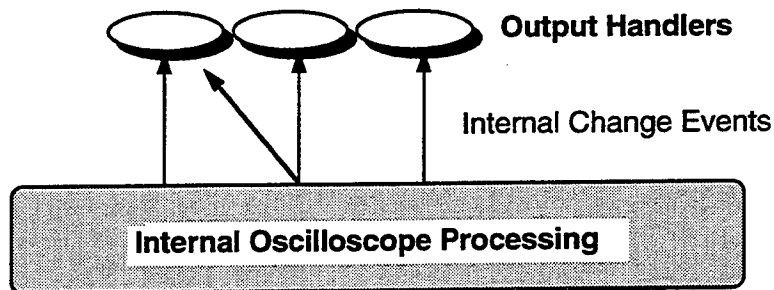 Output Handlers
Internal Change Events
Internal Oscilloscope Processing